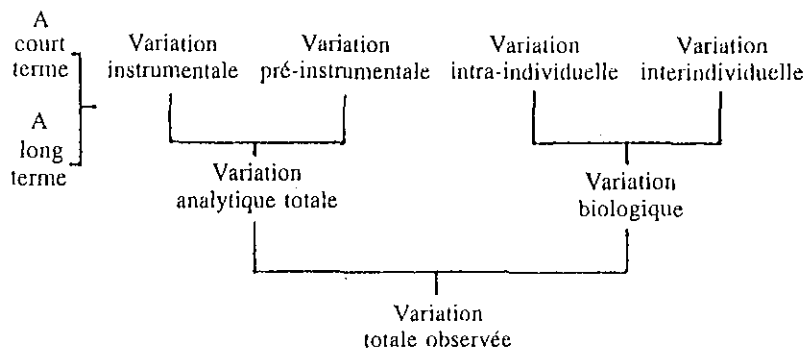 A
court
terme
A
long
terme
Variation
instrumentale
Variation
pré-instrumentale
Variation
intra-individuelle
Variation
interindividuelle
Variation
analytique totale
Variation
biologique
Variation
totale observée